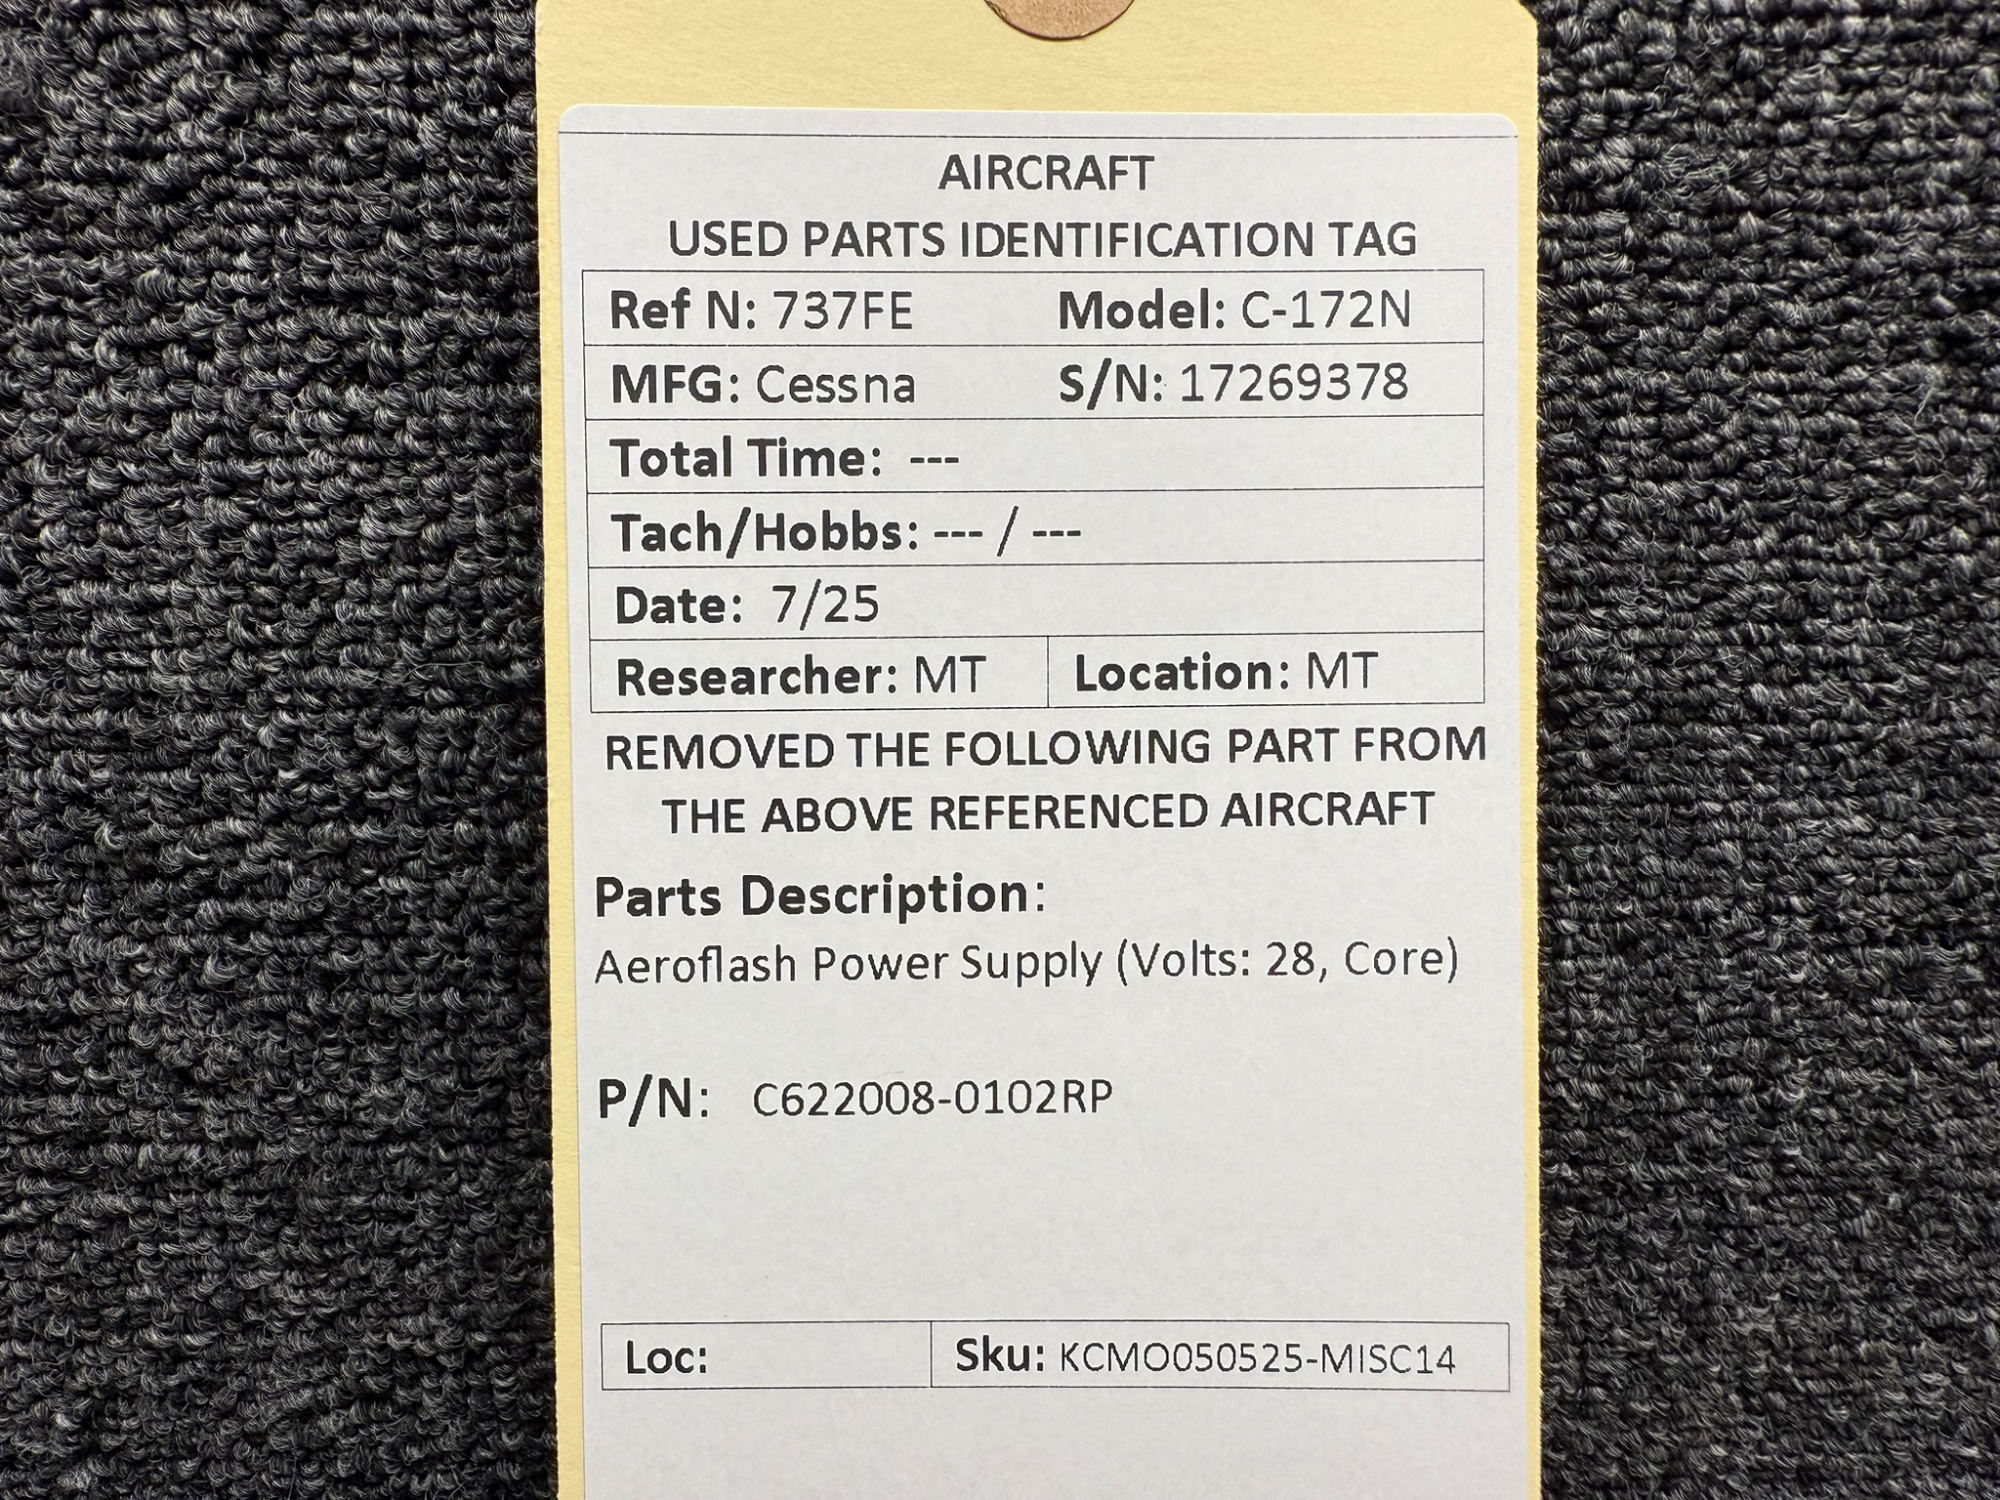 AIRCRAFT
USED PARTS IDENTIFICATION TAG
Ref N: 737FE Model: C-172N
MFG: Cessna S/N: 17269378
Total Time: ---
Tach/Hobbs: --- / ---
Date: 7/25
Researcher: MT Location: MT
REMOVED THE FOLLOWING PART FROM
THE ABOVE REFERENCED AIRCRAFT
Parts Description:
Aeroflash Power Supply (Volts: 28, Core)
P/N: C622008-0102RP
Loc: Sku: KCMO050525-MISC14